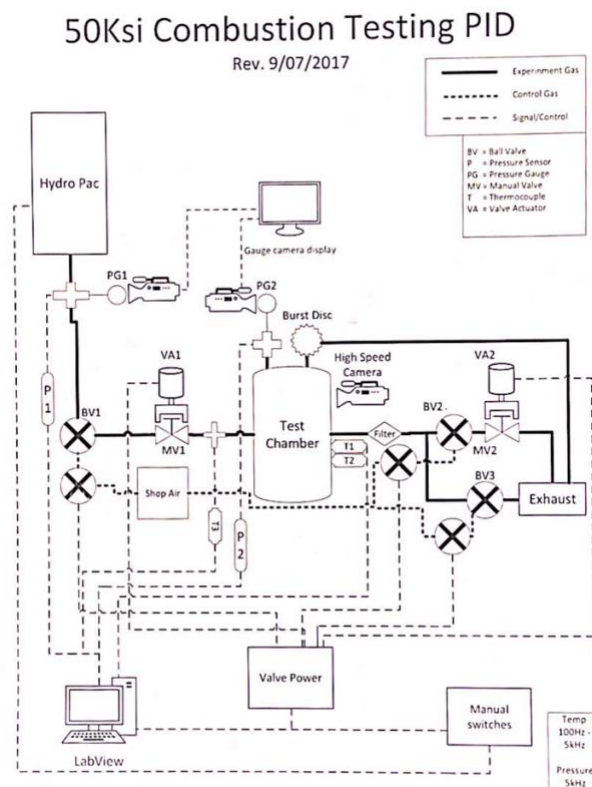 50Ksi Combustion Testing PID
Rev. 9/07/2017
Experiment Gas
Control Gas
Signal/Control
BV = Ball Valve
P = Pressure Sensor
PG = Pressure Gauge
MV = Manual Valve
T = Thermocouple
VA = Valve Actuator
Hydro Pac
Gauge camera display
PG1
PG2
Burst Disc
High Speed
Camera
VA1
VA2
P1
BV1
MV1
Test
Chamber
Filter
BV2
MV2
T1
T2
BV3
Shop Air
Exhaust
T3
P2
Valve Power
Manual
switches
LabView
Temp
100Hz -
5kHz
Pressure
5kHz